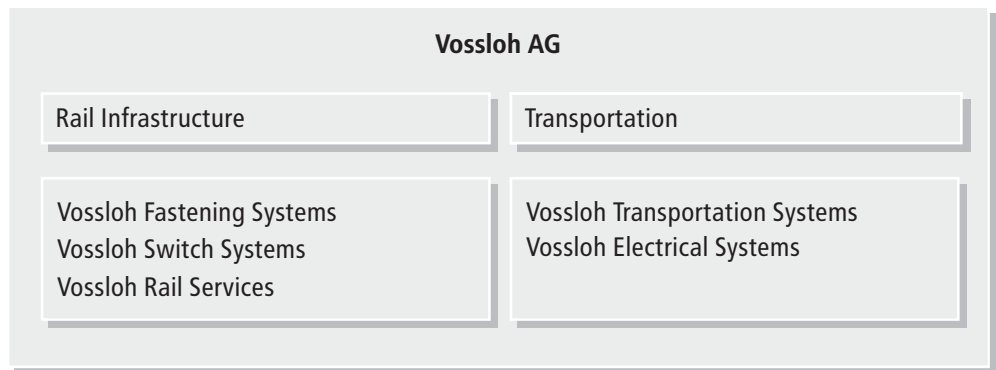 Vossloh AG
Rail Infrastructure
Transportation
Vossloh Fastening Systems
Vossloh Switch Systems
Vossloh Rail Services
Vossloh Transportation Systems
Vossloh Electrical Systems